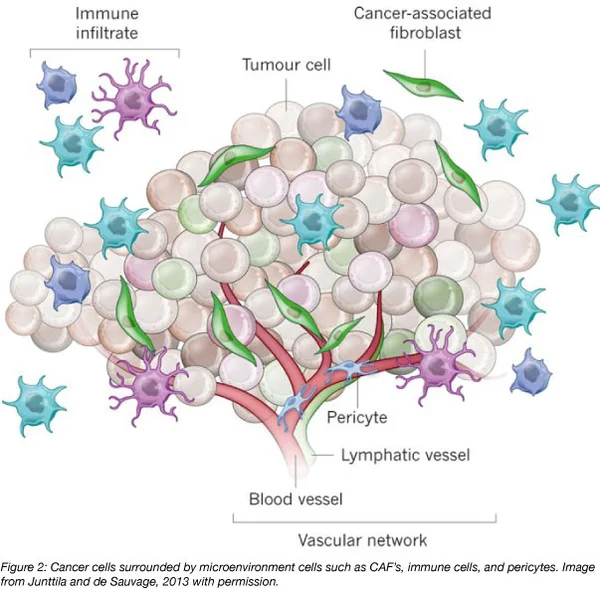 Immune
infiltrate
Cancer-associated
fibroblast
Tumour cell
Pericyte
Lymphatic vessel
Blood vessel
Vascular network
Figure 2: Cancer cells surrounded by microenvironment cells such as CAF's, immune cells, and pericytes. Image
from Junttila and de Sauvage, 2013 with permission.